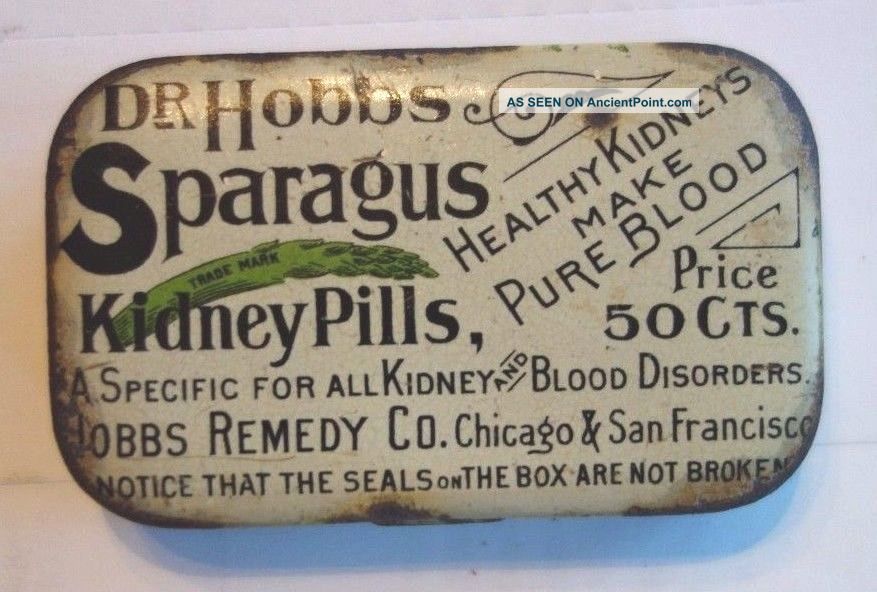 DR Hobbs
AS SEEN ON AncientPoint.com
Sparagus
TRADE MARK
Kidney Pills,
HEALTHY KIDNEYS
MAKE
PURE BLOOD
Price
50 CTS.
A SPECIFIC FOR ALL KIDNEY AND BLOOD DISORDERS.
HOBBS REMEDY CO. Chicago & San Francisco
NOTICE THAT THE SEALS ON THE BOX ARE NOT BROKEN